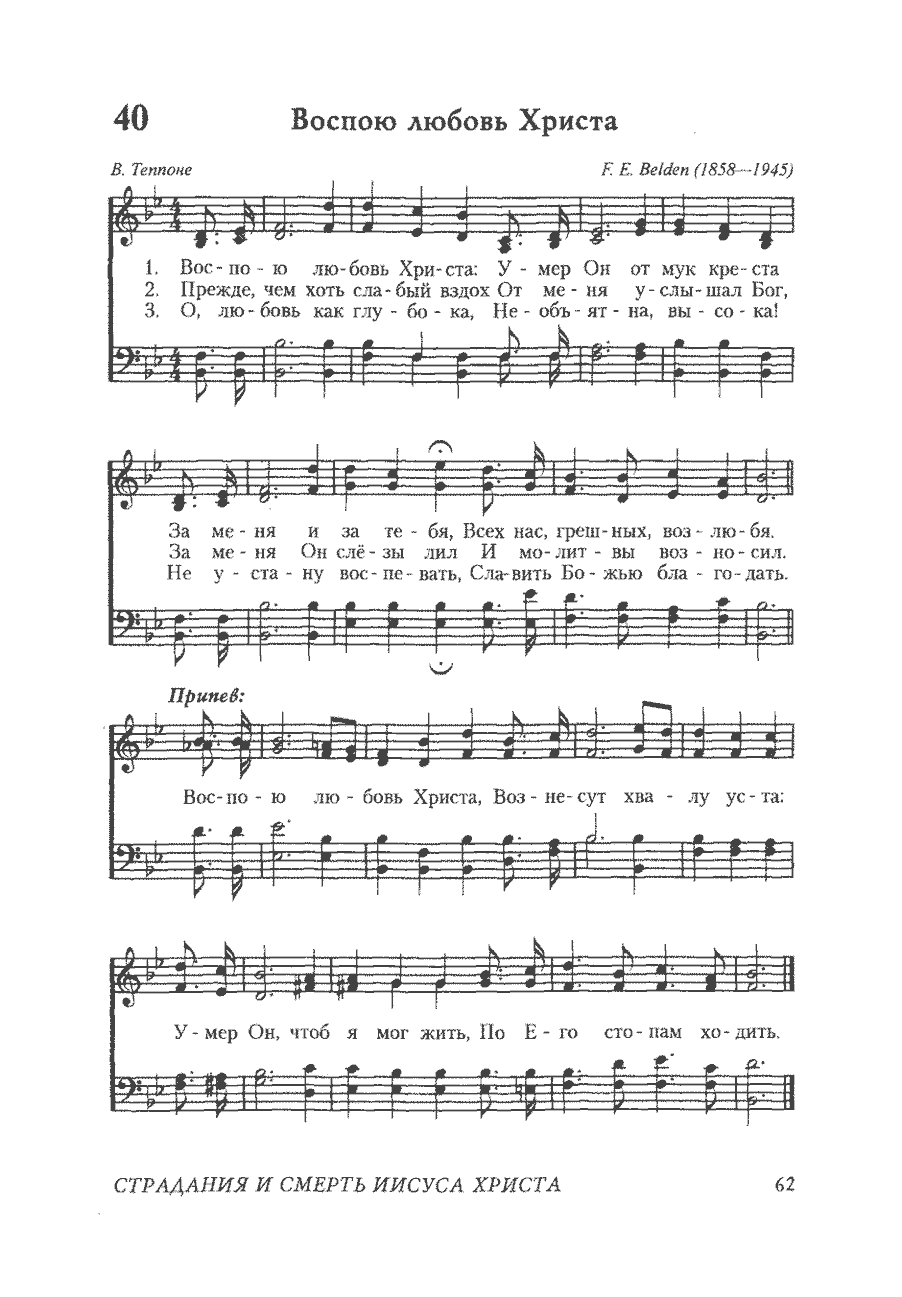 40 Воспою любовь Христа
В. Теппоне F. E. Belden (1858—1945)
1. Вос- по - ю лю- бовь Хри- ста: У - мер Он от мук кре- ста
2. Прежде, чем хоть сла- бый вздох От ме - ня у - слы- шал Бог,
3. О, лю - бовь как глу - бо - ка, Не - объ- ят - на, вы - со - ка!
За ме - ня и за те - бя, Всех нас, греш- ных, воз - лю- бя.
За ме - ня Он слё - зы лил И мо- лит - вы воз - но- сил.
Не у - ста - ну вос- пе - вать, Сла- вить Бо - жью бла - го- дать.
Припев:
Вос- по - ю лю - бовь Христа, Воз - не- сут хва - лу ус - та:
У - мер Он, чтоб я мог жить, По Е - го сто - пам хо - дить.
СТРАДАНИЯ И СМЕРТЬ ИИСУСА ХРИСТА 62